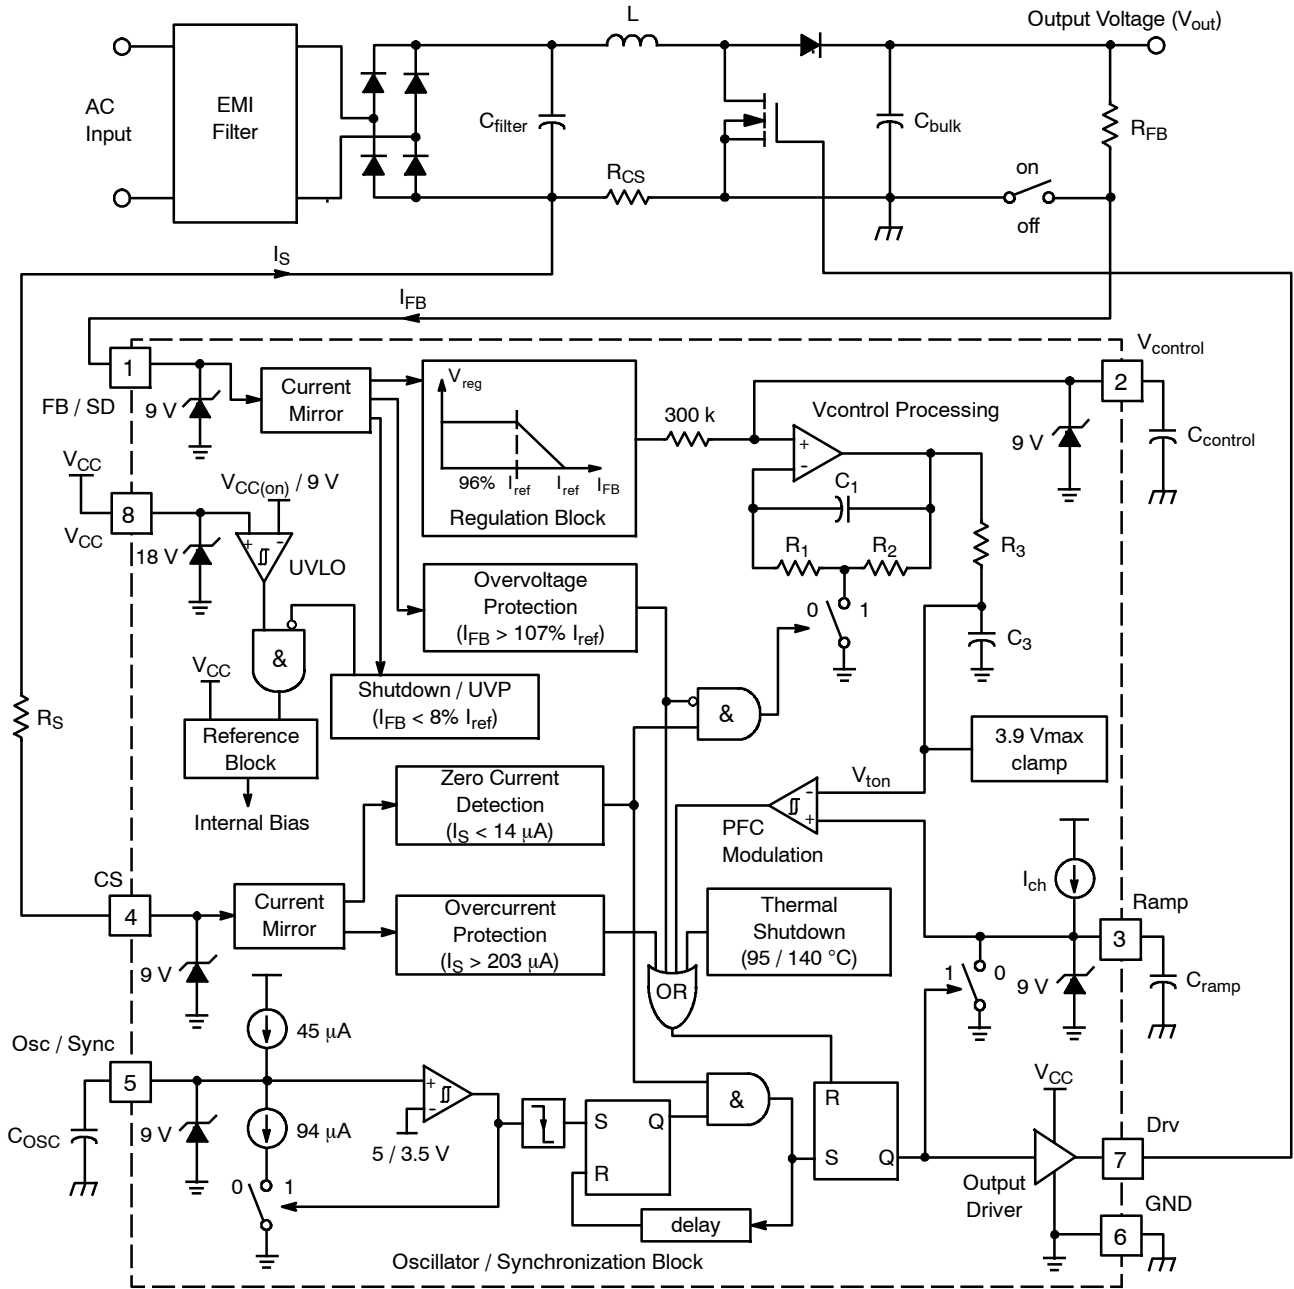 L
Output Voltage (Vout)
AC
Input
EMI
Filter
Cfilter
Cbulk
RFB
RCS
on
off
IS
IFB
1
FB / SD
9 V
Current
Mirror
Vreg
96%
Iref
Iref
IFB
Regulation Block
300 k
Vcontrol Processing
+
−
C1
R1
R2
R3
C3
0
1
Vcontrol
2
9 V
Ccontrol
VCC
8
VCC
18 V
VCC(on) / 9 V
+
−
UVLO
&
VCC
Reference
Block
Internal Bias
Overvoltage
Protection
(IFB > 107% Iref)
Shutdown / UVP
(IFB < 8% Iref)
&
3.9 Vmax
clamp
RS
Zero Current
Detection
(IS < 14 μA)
Vton
−
+
PFC
Modulation
CS
4
9 V
Current
Mirror
Overcurrent
Protection
(IS > 203 μA)
Thermal
Shutdown
(95 / 140 °C)
OR
Ich
Ramp
3
1
0
9 V
Cramp
Osc / Sync
5
COSC
9 V
45 μA
94 μA
0
1
+
−
5 / 3.5 V
S
R
Q
&
R
S
Q
delay
Oscillator / Synchronization Block
VCC
Output
Driver
Drv
7
GND
6